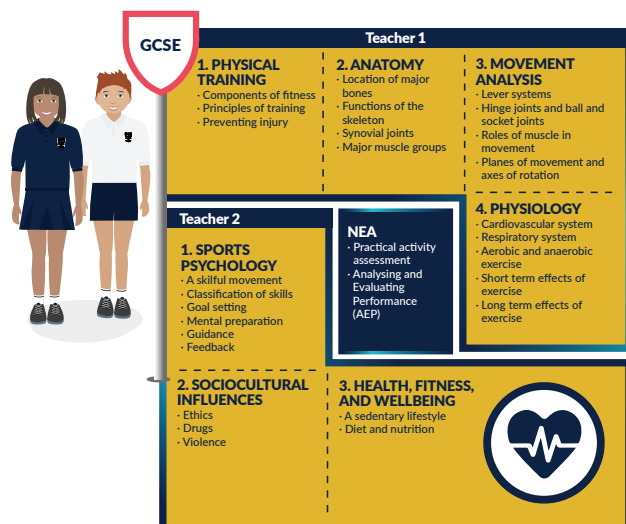 GCSE
Teacher 1
1. PHYSICAL
TRAINING
· Components of fitness
· Principles of training
· Preventing injury
2. ANATOMY
· Location of major
bones
· Functions of the
skeleton
· Synovial joints
· Major muscle groups
3. MOVEMENT
ANALYSIS
· Lever systems
· Hinge joints and ball and
socket joints
· Roles of muscle in
movement
· Planes of movement and
axes of rotation
4. PHYSIOLOGY
· Cardiovascular system
· Respiratory system
· Aerobic and anaerobic
exercise
· Short term effects of
exercise
· Long term effects of
exercise
Teacher 2
1. SPORTS
PSYCHOLOGY
· A skilful movement
· Classification of skills
· Goal setting
· Mental preparation
· Guidance
· Feedback
NEA
· Practical activity
assessment
· Analysing and
Evaluating
Performance
(AEP)
2. SOCIOCULTURAL
INFLUENCES
· Ethics
· Drugs
· Violence
3. HEALTH, FITNESS,
AND WELLBEING
· A sedentary lifestyle
· Diet and nutrition